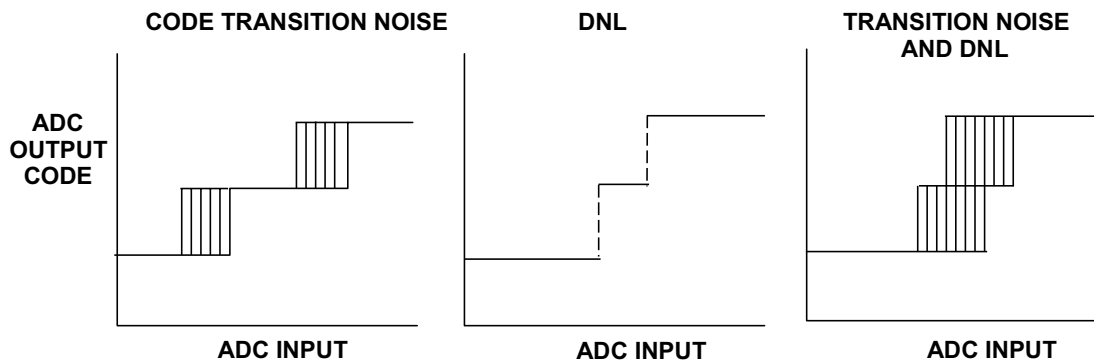 CODE TRANSITION NOISE
DNL
TRANSITION NOISE
AND DNL
ADC
OUTPUT
CODE
ADC INPUT
ADC INPUT
ADC INPUT